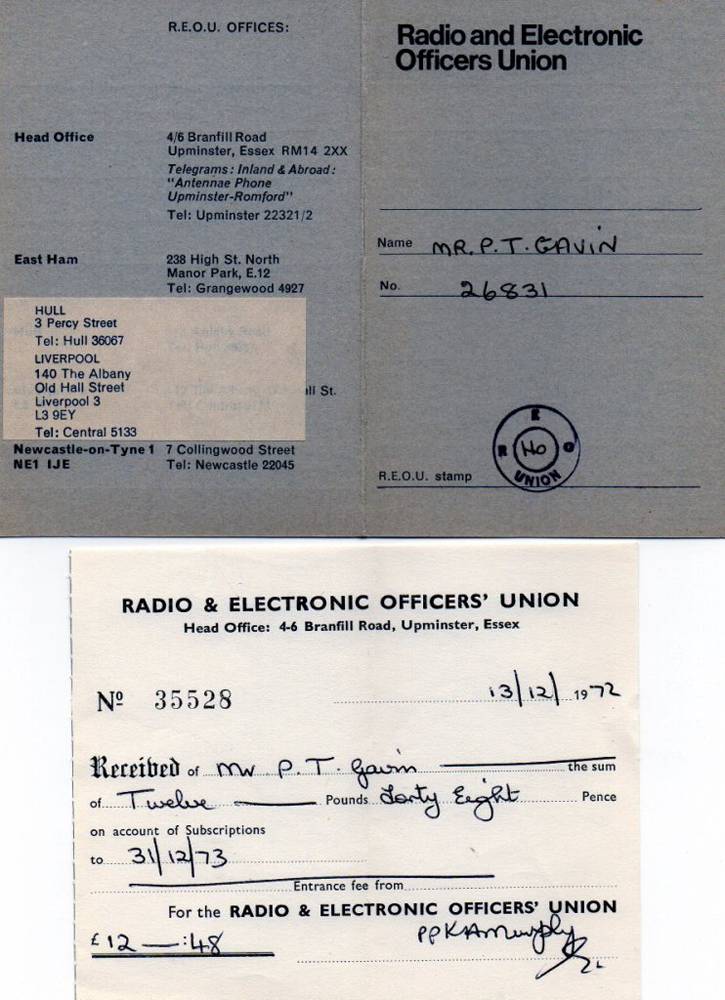 R.E.O.U. OFFICES:
Head Office 4/6 Branfill Road
Upminster, Essex RM14 2XX
Telegrams: Inland & Abroad:
"Antennae Phone
Upminster-Romford"
Tel: Upminster 22321/2
East Ham 238 High St. North
Manor Park, E.12
Tel: Grangewood 4927
HULL
3 Percy Street
Tel: Hull 36067
LIVERPOOL
140 The Albany
Old Hall Street
Liverpool 3
L3 9EY
Tel: Central 5133
all St.
Newcastle-on-Tyne 1 7 Collingwood Street
NE1 IJE Tel: Newcastle 22045
Radio and Electronic
Officers Union
Name MR. P. T. GAVIN
No. 26831
R E O
HO
UNION
R.E.O.U. stamp
RADIO & ELECTRONIC OFFICERS' UNION
Head Office: 4-6 Branfill Road, Upminster, Essex
No 35528 13/12/1972
Received of Mr P. T. Gavin the sum
of Twelve Pounds Forty Eight Pence
on account of Subscriptions
to 31/12/73
Entrance fee from
For the RADIO & ELECTRONIC OFFICERS' UNION
£12 —:48 PP KA Murphy